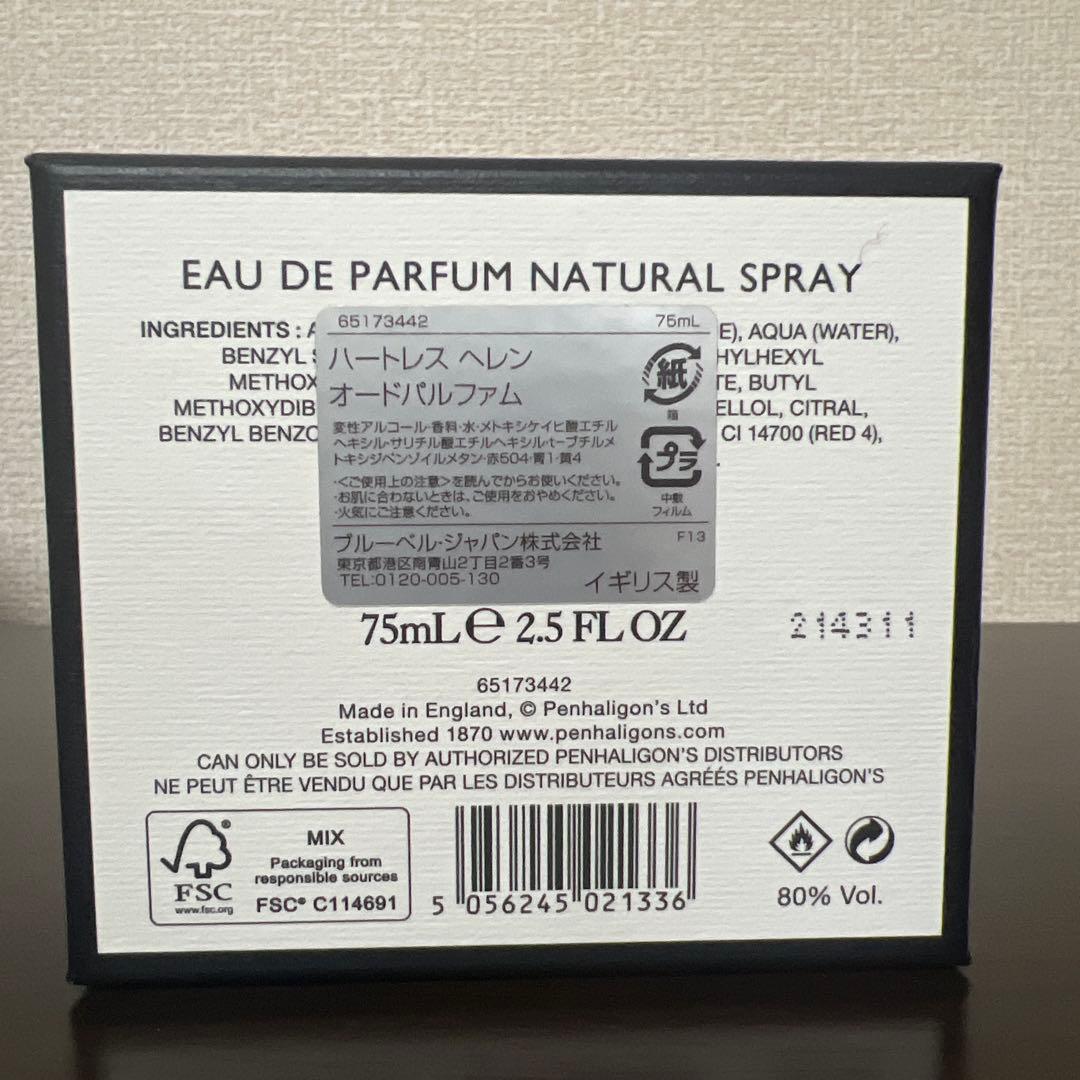 EAU DE PARFUM NATURAL SPRAY
INGREDIENTS : A E), AQUA (WATER),
BENZYL S HYLHEXYL
METHOX TE, BUTYL
METHOXYDIB ELLOL, CITRAL,
BENZYL BENZO CI 14700 (RED 4),
65173442 75mL
ハートレス ヘレン
オードパルファム
紙
箱
変性アルコール・香料・水・メトキシケイヒ酸エチル
ヘキシル・サリチル酸エチルヘキシル・t-ブチルメ
トキシジベンゾイルメタン・赤504・青1・黄4
プラ
中敷
フィルム
・<ご使用上の注意>を読んでからお使いください。
・お肌に合わないときは、ご使用をおやめください。
・火気にご注意ください。
ブルーベル・ジャパン株式会社 F13
東京都港区南青山2丁目2番3号
TEL:0120-005-130 イギリス製
75mL e 2.5 FL OZ 214311
65173442
Made in England, © Penhaligon's Ltd
Established 1870 www.penhaligons.com
CAN ONLY BE SOLD BY AUTHORIZED PENHALIGON'S DISTRIBUTORS
NE PEUT ÊTRE VENDU QUE PAR LES DISTRIBUTEURS AGRÉÉS PENHALIGON'S
FSC
www.fsc.org
MIX
Packaging from
responsible sources
FSC® C114691
5 056245 021336
80% Vol.